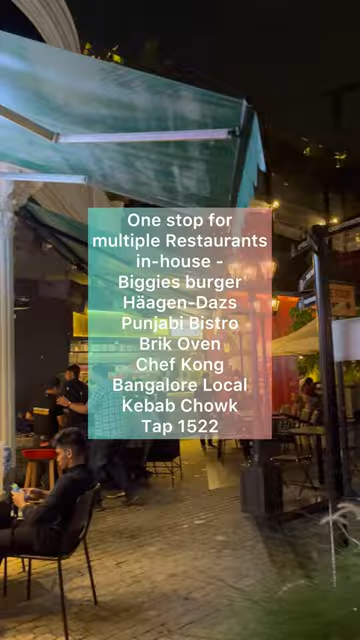 One stop for
multiple Restaurants
in-house -
Biggies burger
Häagen-Dazs
Punjabi Bistro
Brik Oven
Chef Kong
Bangalore Local
Kebab Chowk
Tap 1522